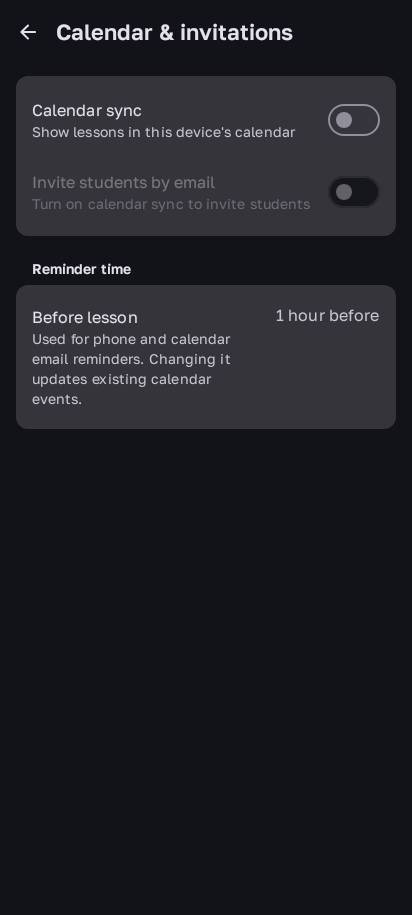 Calendar & invitations
Calendar sync
Show lessons in this device's calendar
Invite students by email
Turn on calendar sync to invite students
Reminder time
Before lesson
1 hour before
Used for phone and calendar
email reminders. Changing it
updates existing calendar
events.